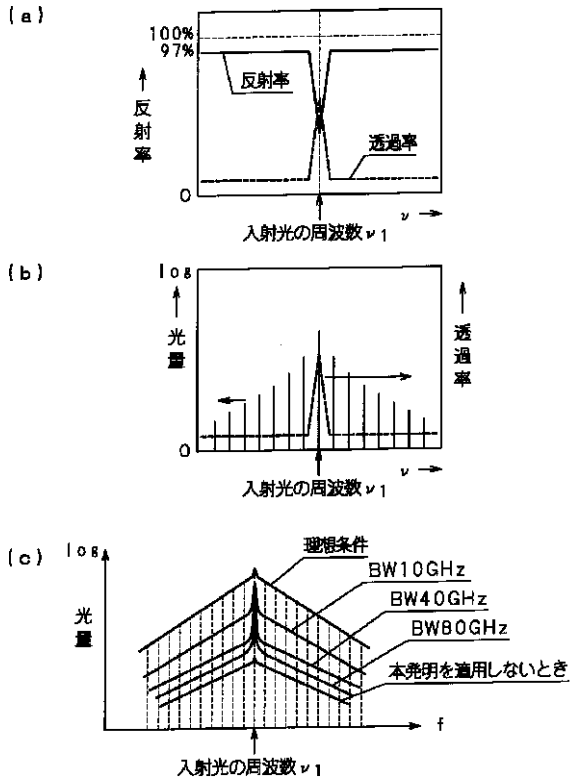 (a)
100%
97%
反射率
反射率
透過率
0
ν
入射光の周波数ν1
(b)
log
光量
透過率
0
ν
入射光の周波数ν1
(c)
log
光量
理想条件
BW10GHz
BW40GHz
BW80GHz
本発明を適用しないとき
f
入射光の周波数ν1